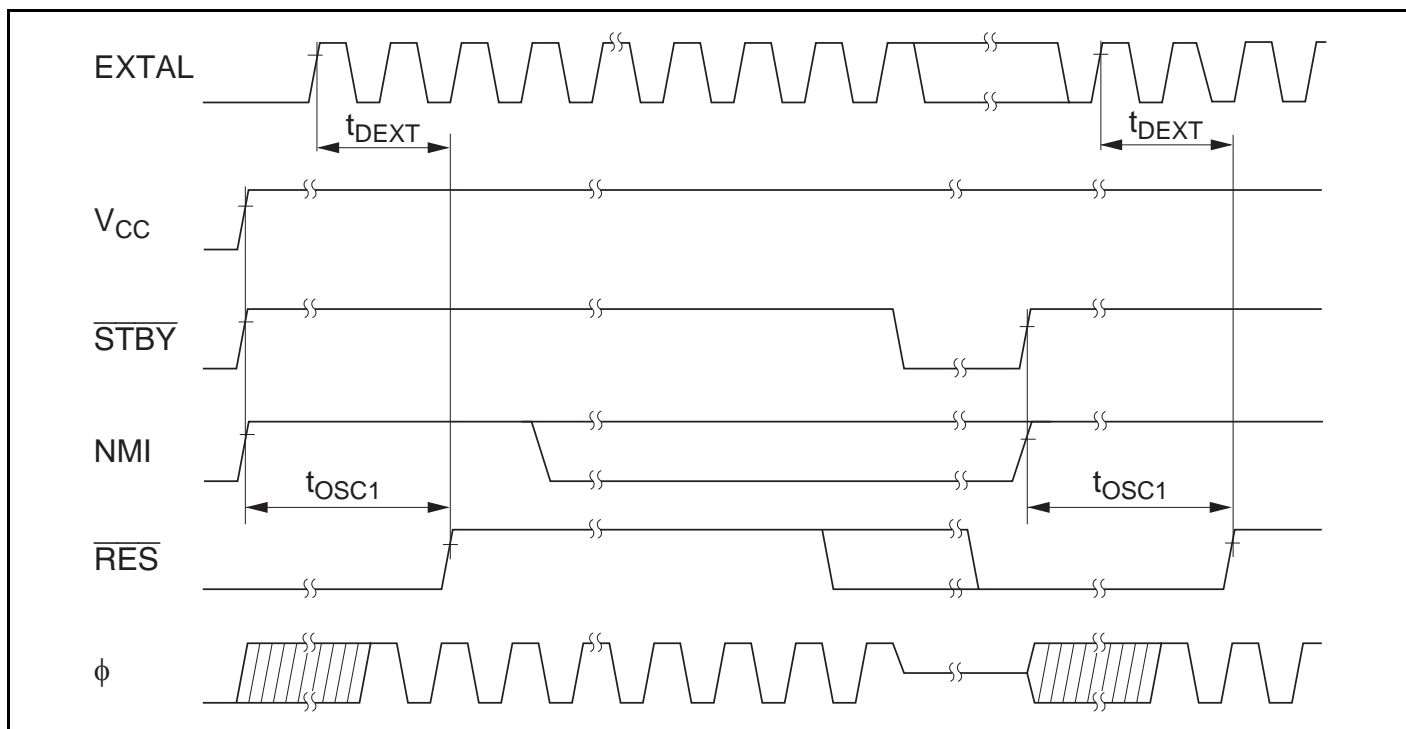 EXTAL
tDEXT
tDEXT
VCC
STBY
NMI
tOSC1
tOSC1
RES
ϕ